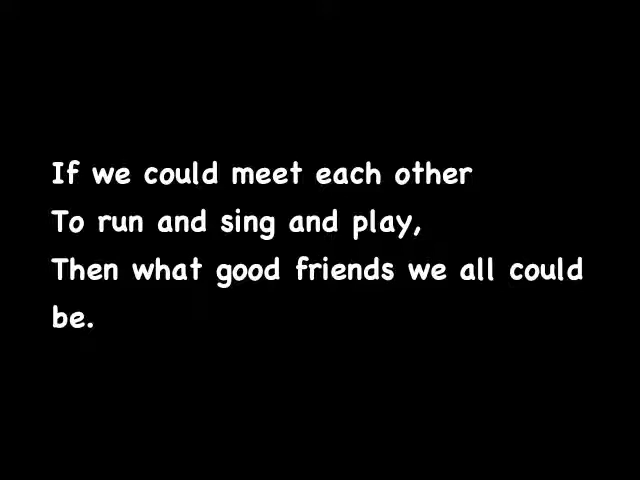 If we could meet each other
To run and sing and play,
Then what good friends we all could
be.